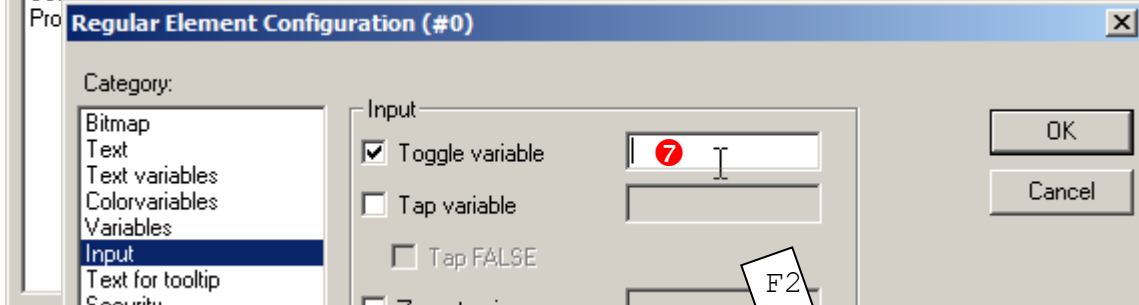 Pro
Regular Element Configuration (#0)
Category:
Bitmap
Text
Text variables
Colorvariables
Variables
Input
Text for tooltip
Security
Input
Toggle variable
7
Tap variable
Tap FALSE
F2
OK
Cancel